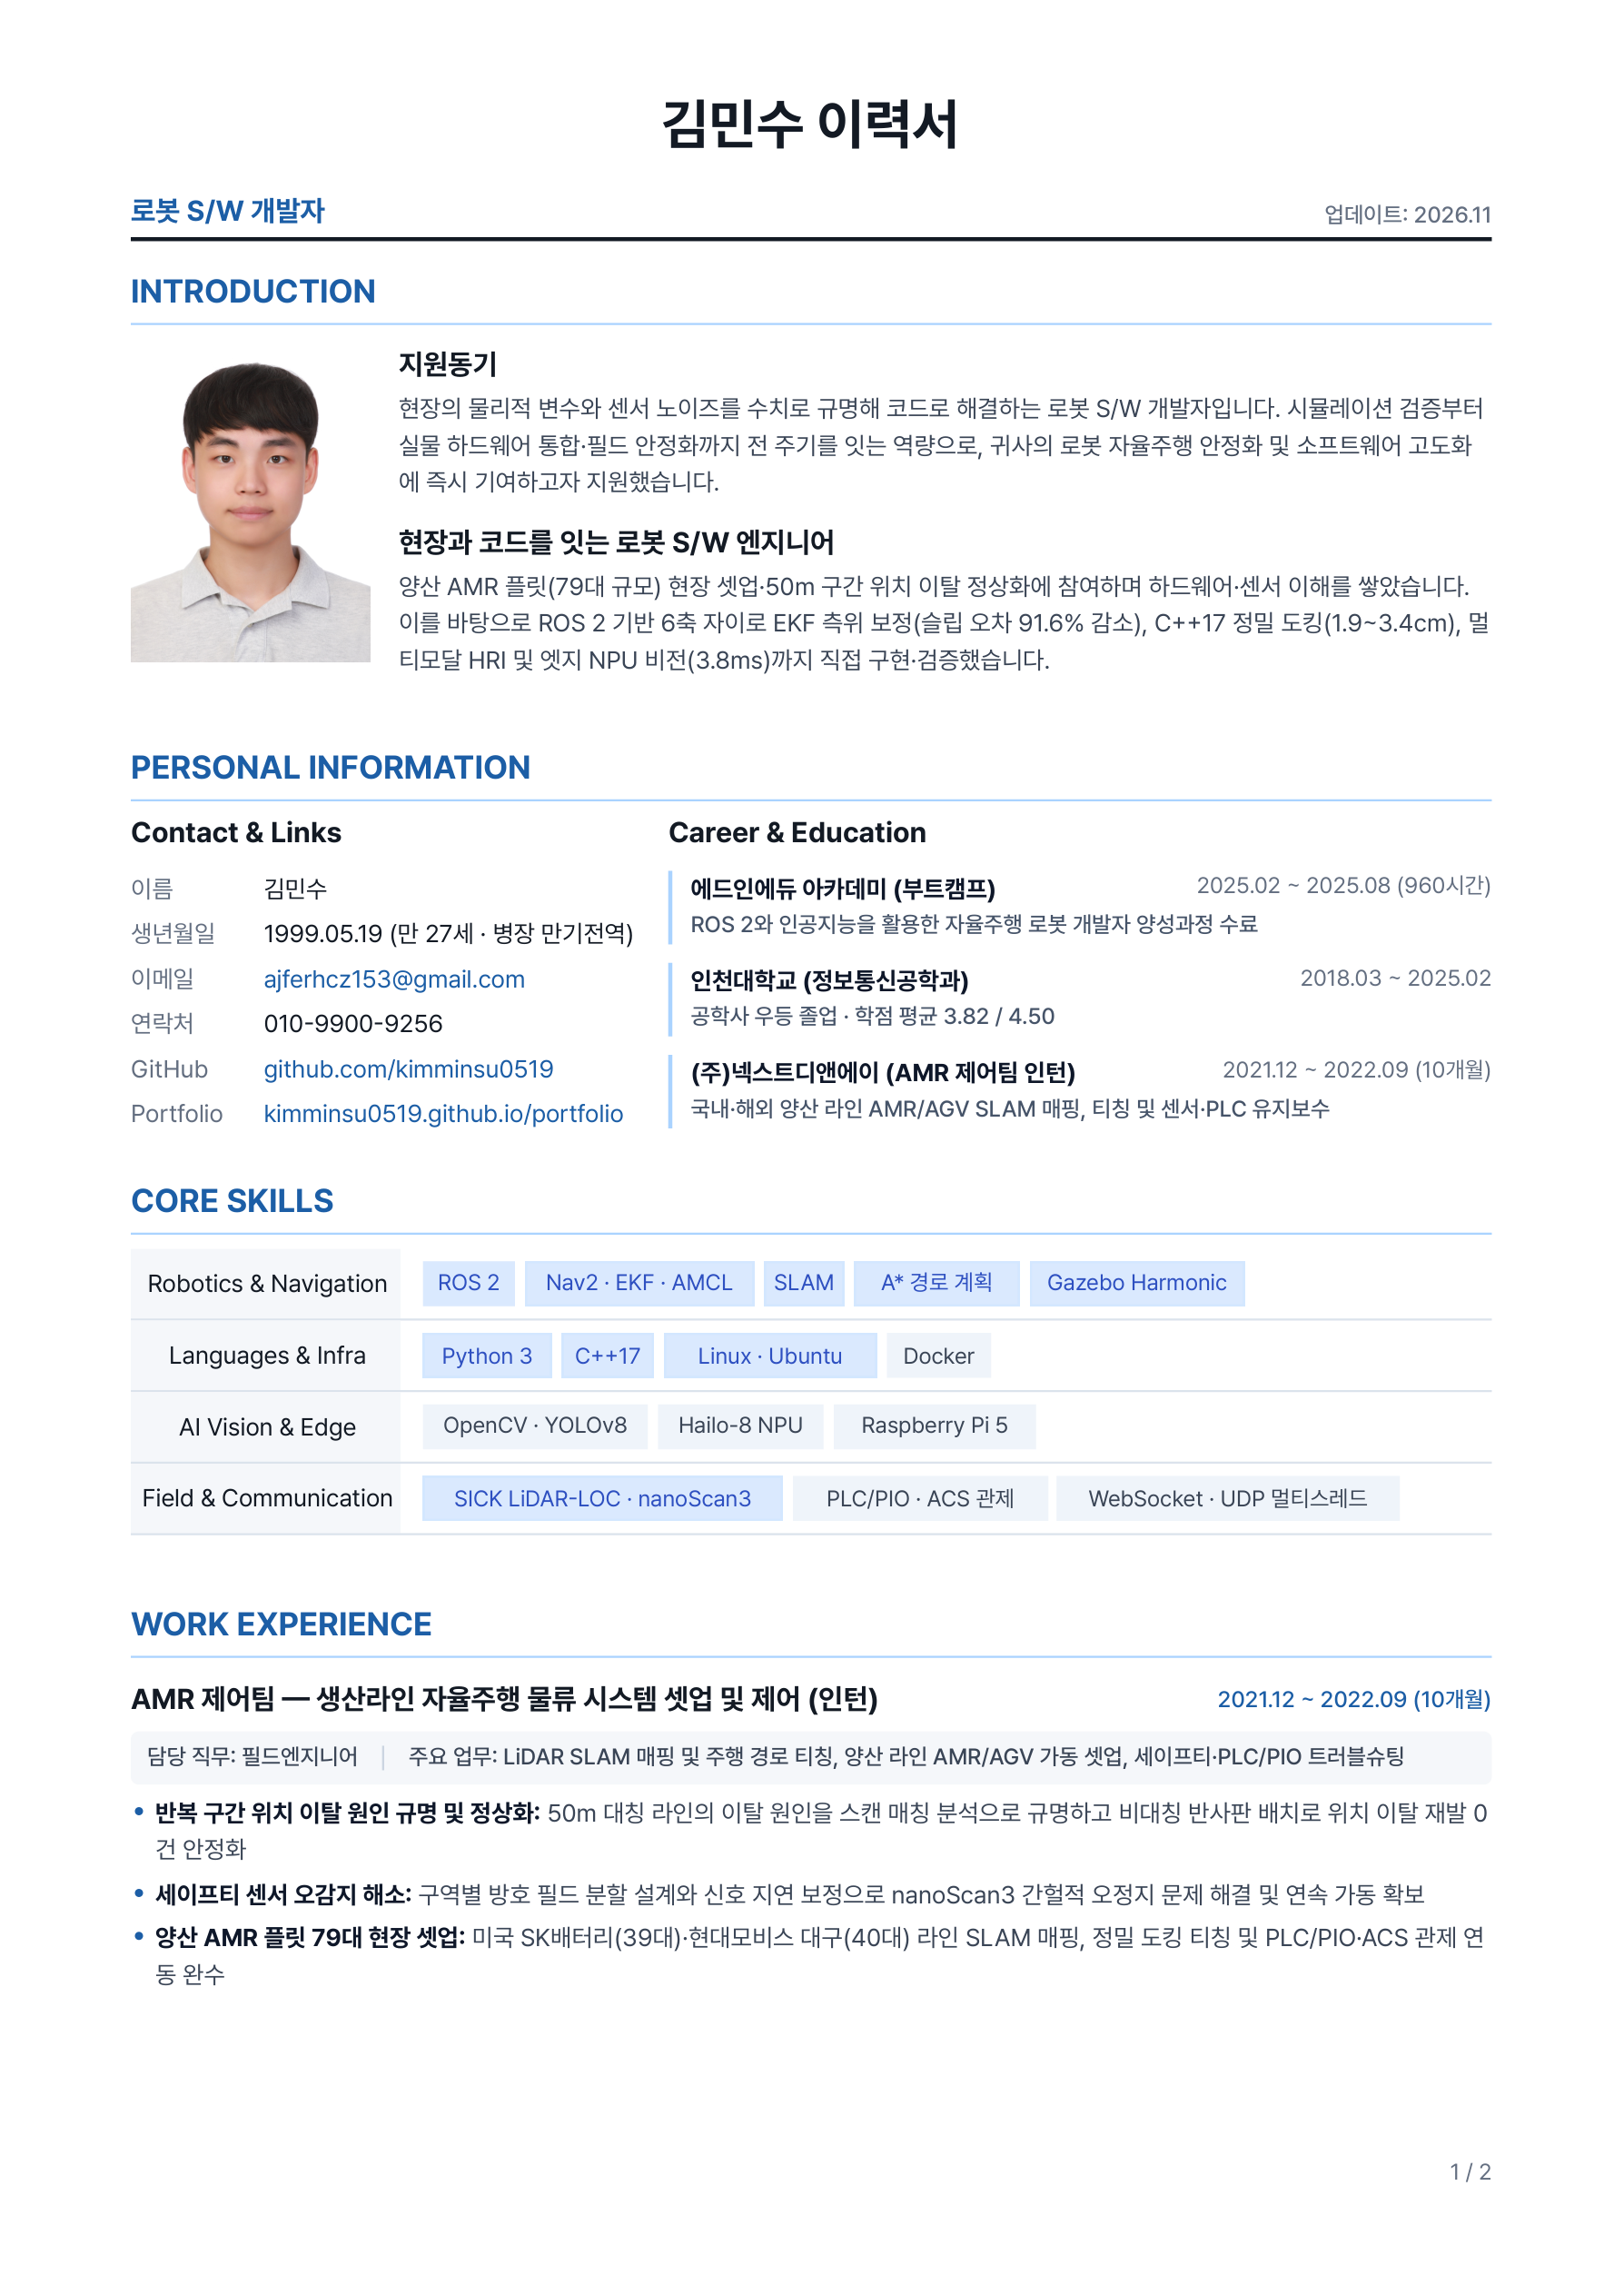 김민수 이력서
로봇 S/W 개발자
업데이트: 2026.11
INTRODUCTION
지원동기
현장의 물리적 변수와 센서 노이즈를 수치로 규명해 코드로 해결하는 로봇 S/W 개발자입니다. 시뮬레이션 검증부터
실물 하드웨어 통합·필드 안정화까지 전 주기를 잇는 역량으로, 귀사의 로봇 자율주행 안정화 및 소프트웨어 고도화
에 즉시 기여하고자 지원했습니다.
현장과 코드를 잇는 로봇 S/W 엔지니어
양산 AMR 플릿(79대 규모) 현장 셋업·50m 구간 위치 이탈 정상화에 참여하며 하드웨어·센서 이해를 쌓았습니다.
이를 바탕으로 ROS 2 기반 6축 자이로 EKF 측위 보정(슬립 오차 91.6% 감소), C++17 정밀 도킹(1.9~3.4cm), 멀
티모달 HRI 및 엣지 NPU 비전(3.8ms)까지 직접 구현·검증했습니다.
PERSONAL INFORMATION
Contact & Links
이름 김민수
생년월일 1999.05.19 (만 27세 · 병장 만기전역)
이메일 ajferhcz153@gmail.com
연락처 010-9900-9256
GitHub github.com/kimminsu0519
Portfolio kimminsu0519.github.io/portfolio
Career & Education
에드인에듀 아카데미 (부트캠프) 2025.02 ~ 2025.08 (960시간)
ROS 2와 인공지능을 활용한 자율주행 로봇 개발자 양성과정 수료
인천대학교 (정보통신공학과) 2018.03 ~ 2025.02
공학사 우등 졸업 · 학점 평균 3.82 / 4.50
(주)넥스트디앤에이 (AMR 제어팀 인턴) 2021.12 ~ 2022.09 (10개월)
국내·해외 양산 라인 AMR/AGV SLAM 매핑, 티칭 및 센서·PLC 유지보수
CORE SKILLS
Robotics & Navigation ROS 2 Nav2 · EKF · AMCL SLAM A* 경로 계획 Gazebo Harmonic
Languages & Infra Python 3 C++17 Linux · Ubuntu Docker
AI Vision & Edge OpenCV · YOLOv8 Hailo-8 NPU Raspberry Pi 5
Field & Communication SICK LiDAR-LOC · nanoScan3 PLC/PIO · ACS 관제 WebSocket · UDP 멀티스레드
WORK EXPERIENCE
AMR 제어팀 — 생산라인 자율주행 물류 시스템 셋업 및 제어 (인턴) 2021.12 ~ 2022.09 (10개월)
담당 직무: 필드엔지니어 | 주요 업무: LiDAR SLAM 매핑 및 주행 경로 티칭, 양산 라인 AMR/AGV 가동 셋업, 세이프티·PLC/PIO 트러블슈팅
• 반복 구간 위치 이탈 원인 규명 및 정상화: 50m 대칭 라인의 이탈 원인을 스캔 매칭 분석으로 규명하고 비대칭 반사판 배치로 위치 이탈 재발 0
건 안정화
• 세이프티 센서 오감지 해소: 구역별 방호 필드 분할 설계와 신호 지연 보정으로 nanoScan3 간헐적 오정지 문제 해결 및 연속 가동 확보
• 양산 AMR 플릿 79대 현장 셋업: 미국 SK배터리(39대)·현대모비스 대구(40대) 라인 SLAM 매핑, 정밀 도킹 티칭 및 PLC/PIO·ACS 관제 연
동 완수
1 / 2